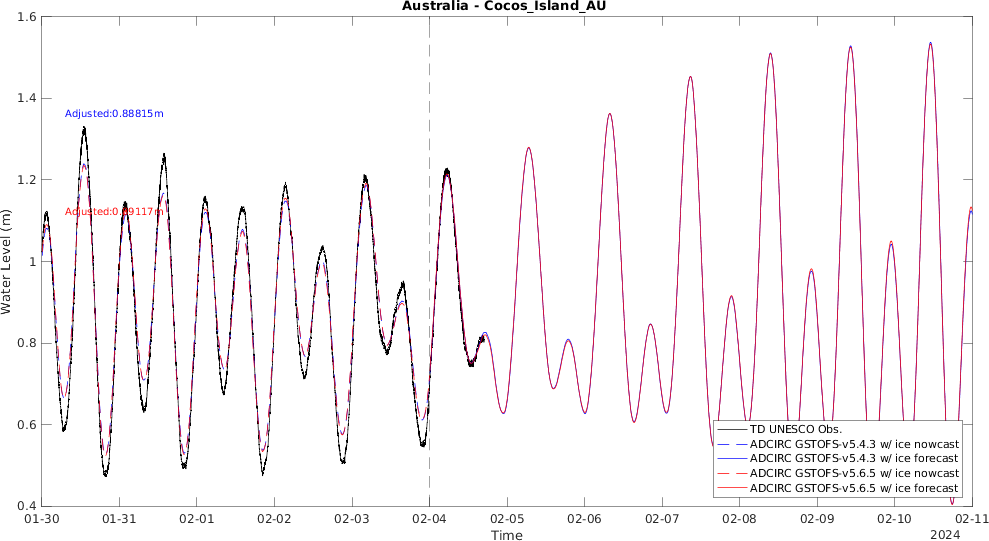 Australia - Cocos_Island_AU
1.6
1.4
1.2
1
0.8
0.6
0.4
Water Level (m)
Adjusted:0.88815m
Adjusted:0.89117m
TD UNESCO Obs.
ADCIRC GSTOFS-v5.4.3 w/ ice nowcast
ADCIRC GSTOFS-v5.4.3 w/ ice forecast
ADCIRC GSTOFS-v5.6.5 w/ ice nowcast
ADCIRC GSTOFS-v5.6.5 w/ ice forecast
01-30 01-31 02-01 02-02 02-03 02-04 02-05 02-06 02-07 02-08 02-09 02-10 02-11
Time
2024